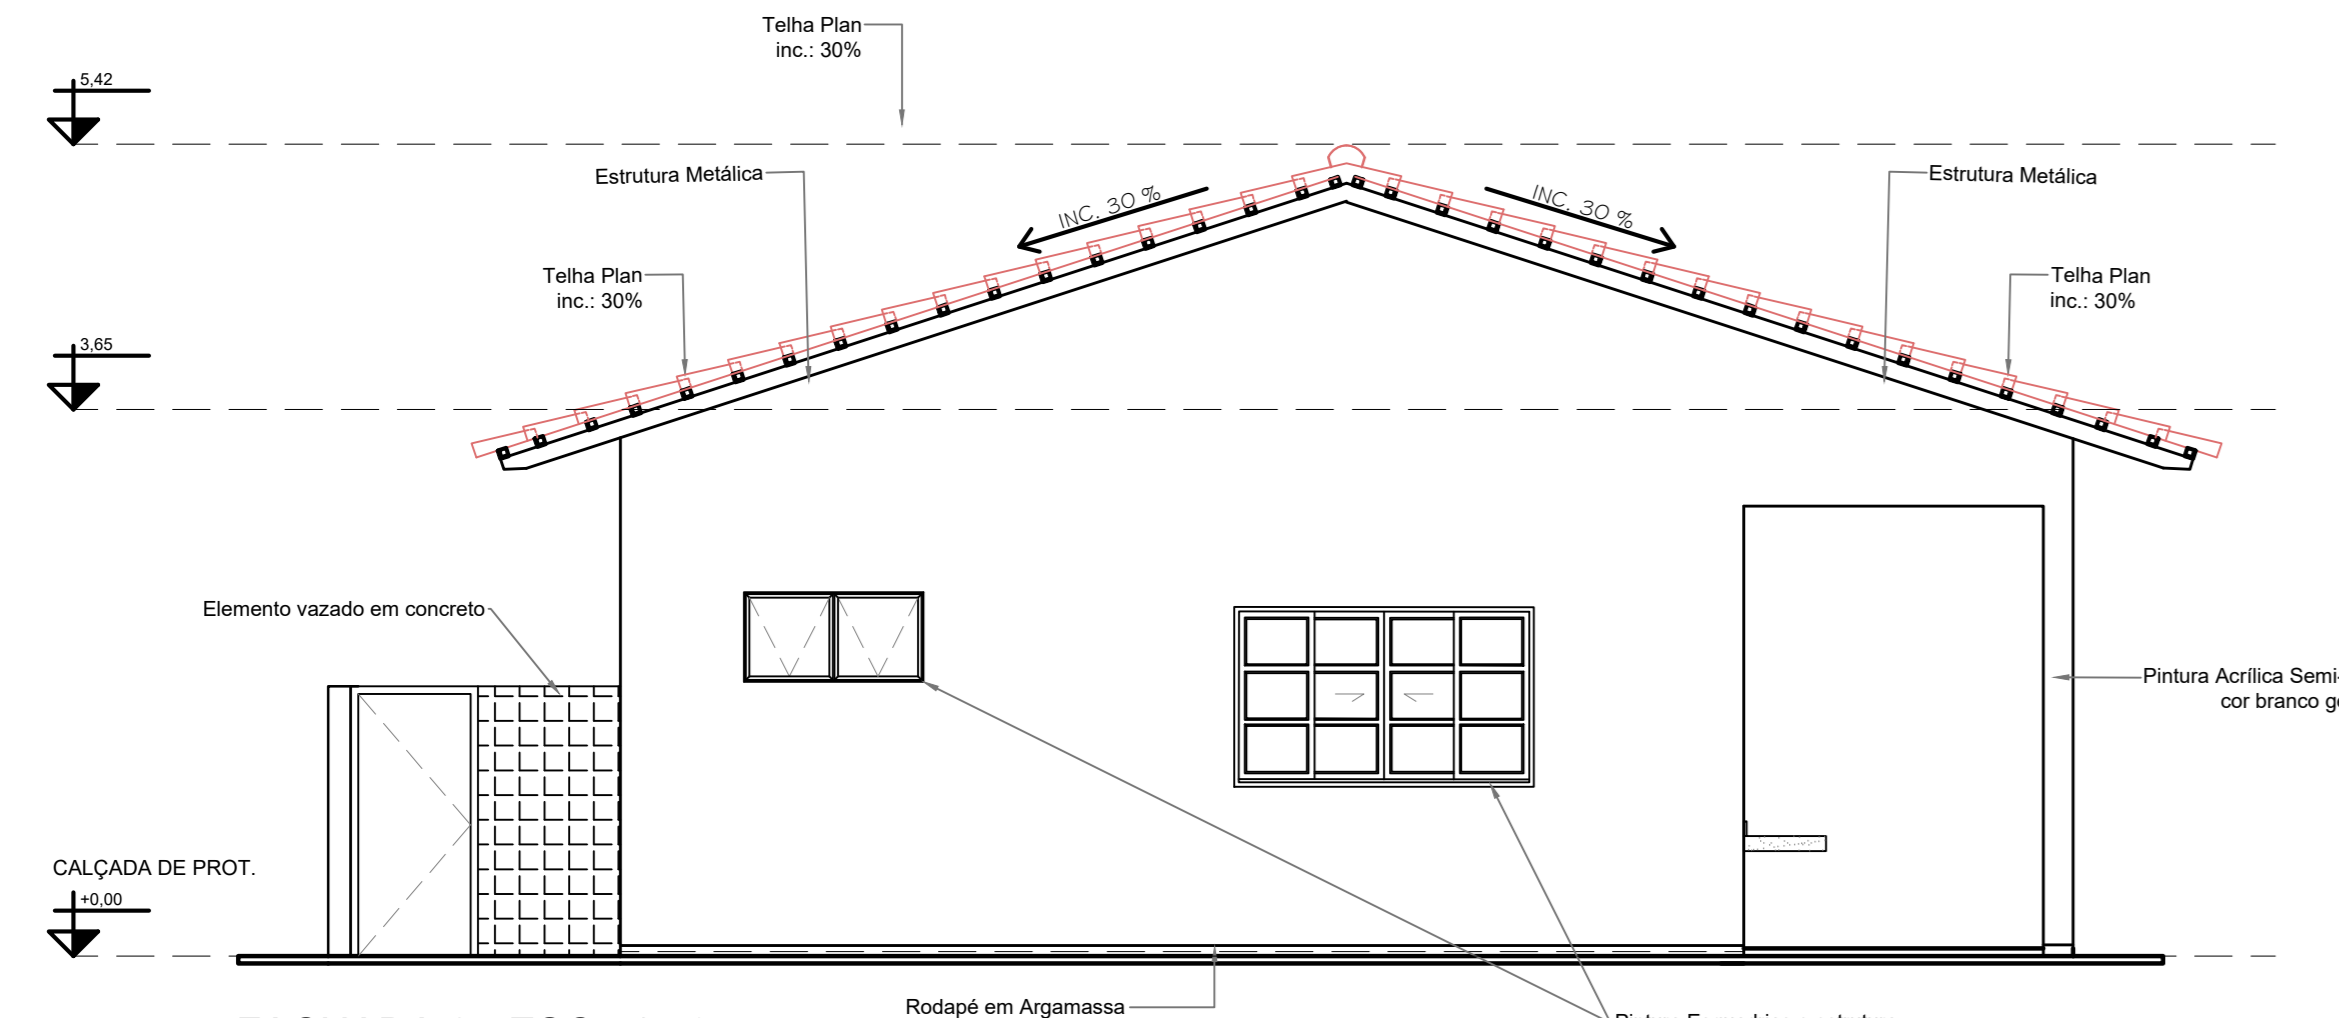 Telha Plan
inc.: 30%
5,42
Estrutura Metálica
INC. 30 %
INC. 30 %
Estrutura Metálica
Telha Plan
inc.: 30%
Telha Plan
inc.: 30%
3,65
Elemento vazado em concreto
Pintura Acrílica Semi-
cor branco
CALÇADA DE PROT.
+0,00
Rodapé em Argamassa